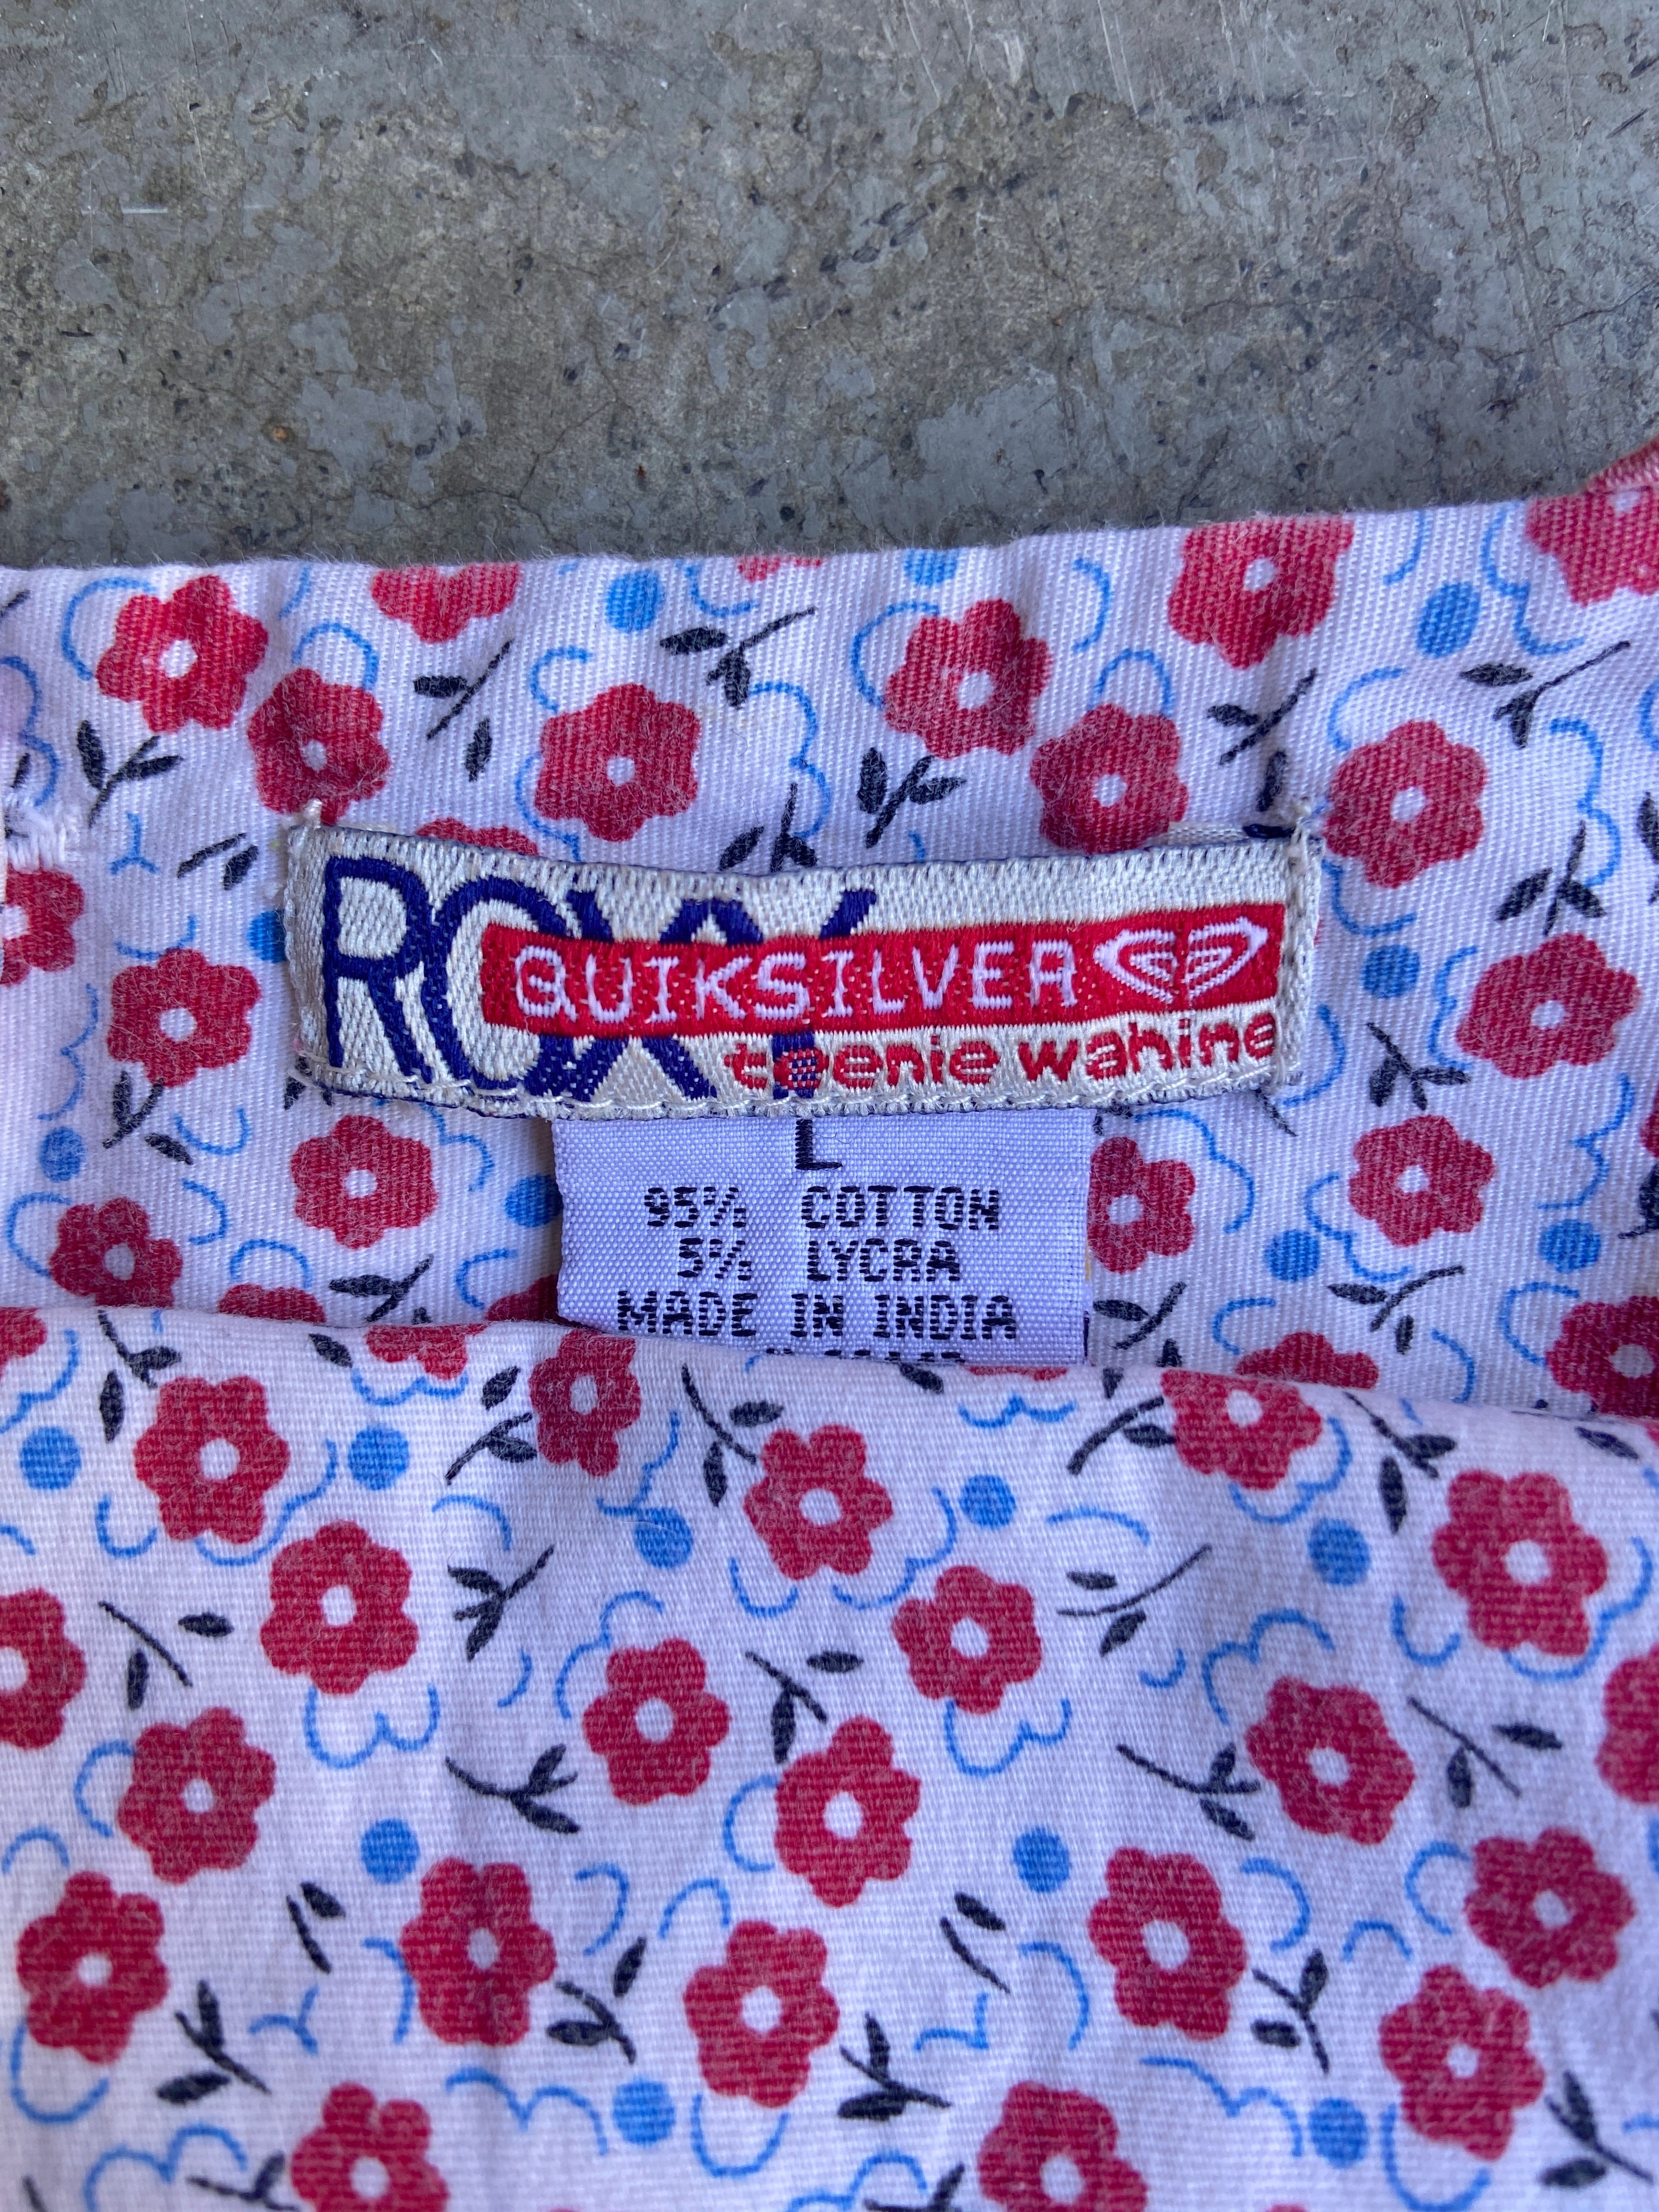 ROXY
QUIKSILVER
teenie wahine
L
95% COTTON
5% LYCRA
MADE IN INDIA